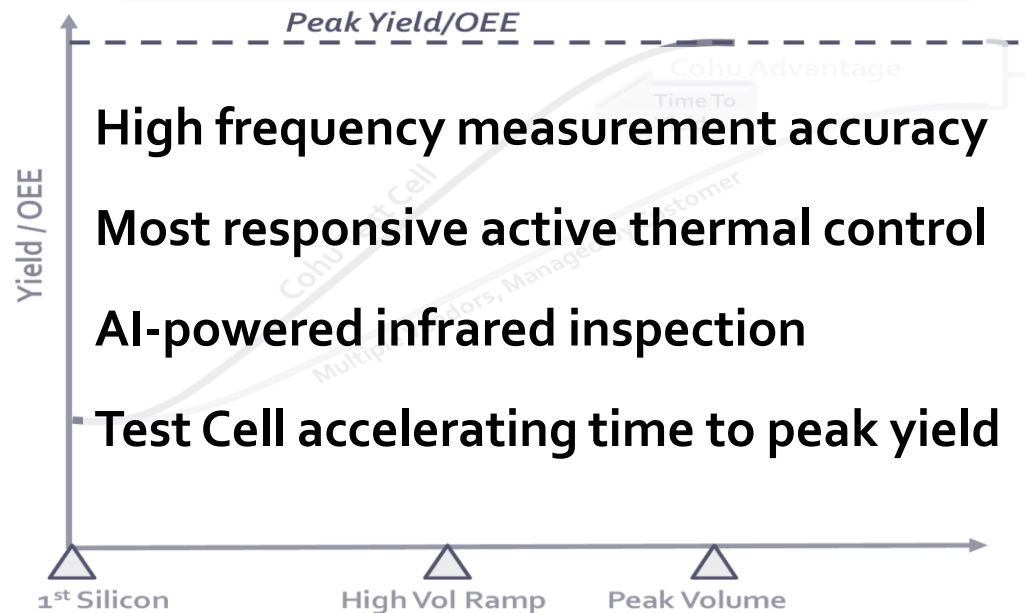 Peak Yield/OEE
Cohu Advantage
Time To
High frequency measurement accuracy
Most responsive active thermal control
AI-powered infrared inspection
Test Cell accelerating time to peak yield
Yield / OEE
1st Silicon
High Vol Ramp
Peak Volume